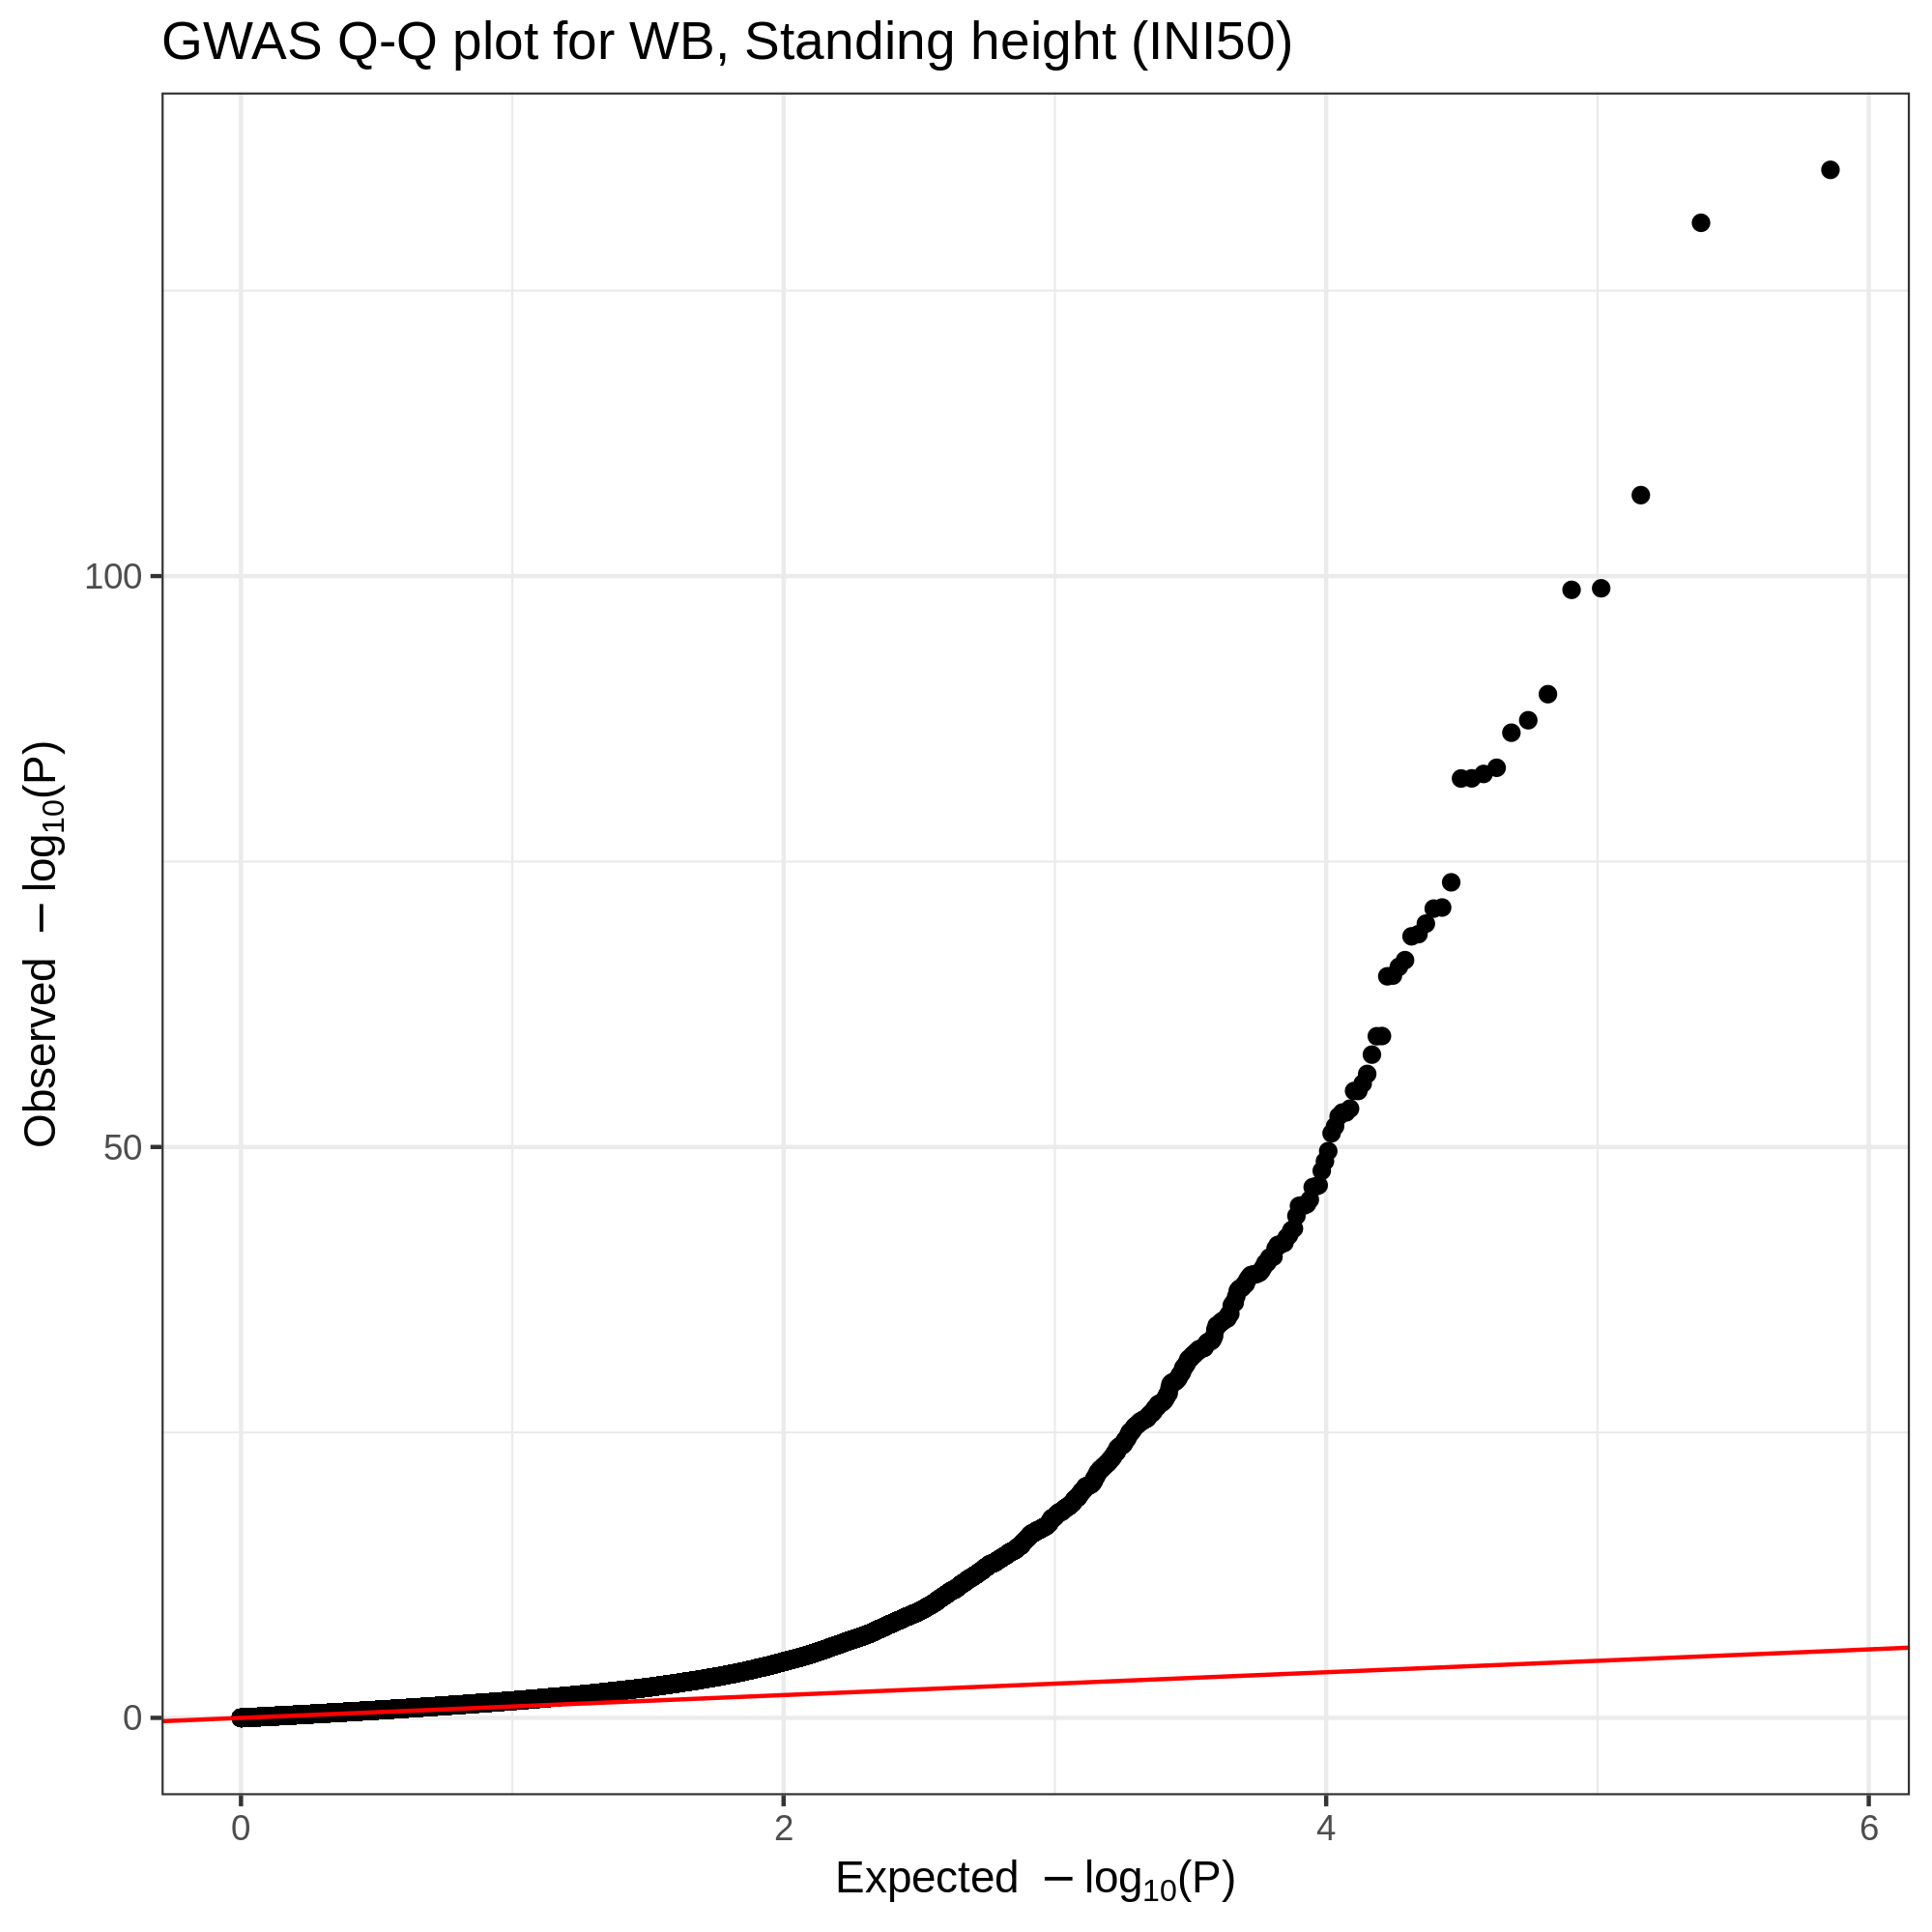 GWAS Q-Q plot for WB, Standing height (INI50)
Observed −log10(P)
100
50
0
0 2 4 6
Expected −log10(P)